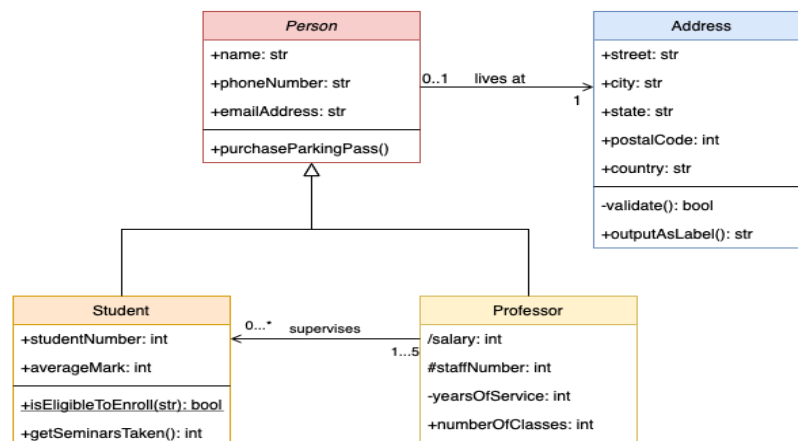 Person
+name: str
+phoneNumber: str
+emailAddress: str
+purchaseParkingPass()
0..1 lives at
1
Address
+street: str
+city: str
+state: str
+postalCode: int
+country: str
-validate(): bool
+outputAsLabel(): str
Student
+studentNumber: int
+averageMark: int
+isEligibleToEnroll(str): bool
+getSeminarsTaken(): int
0...* supervises
1...5
Professor
/salary: int
#staffNumber: int
-yearsOfService: int
+numberOfClasses: int